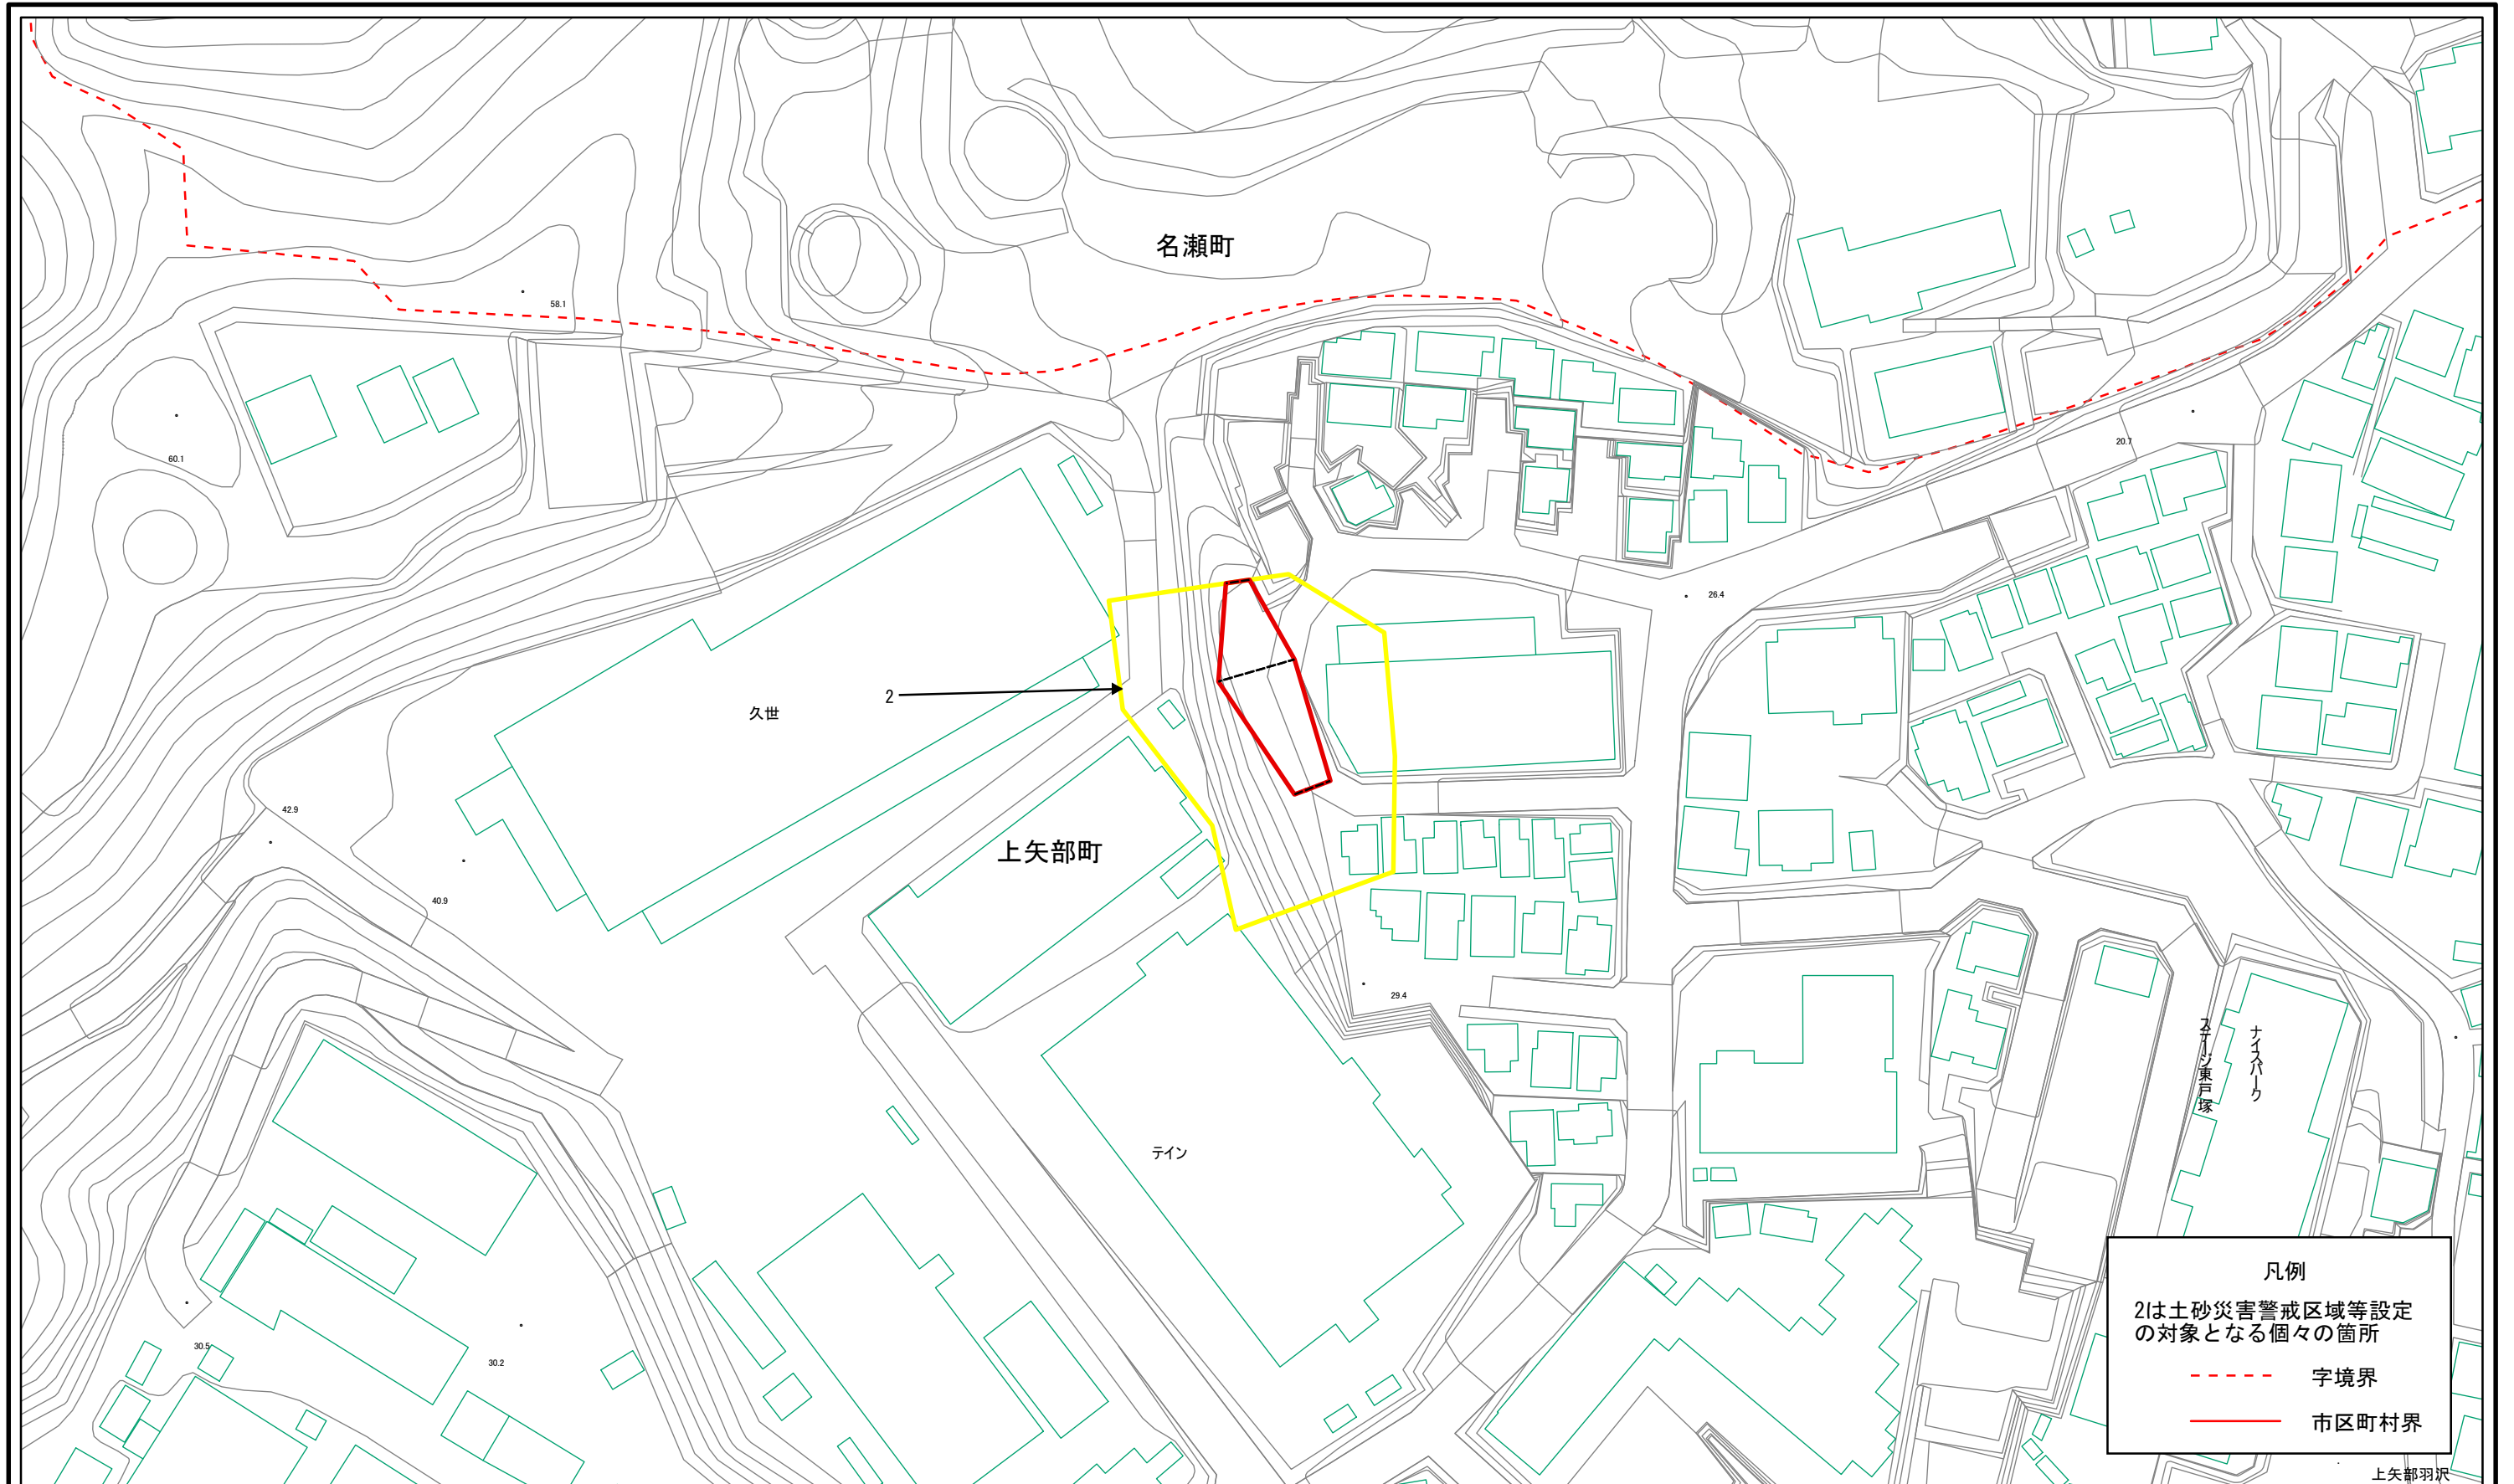 名瀬町
58.1
60.1
20.7
26.4
2
久世
42.9
上矢部町
40.9
29.4
ナイスパーク
ステージ東戸塚
テイン
30.5
30.2
凡例
2は土砂災害警戒区域等設定
の対象となる個々の箇所
字境界
市区町村界
上矢部羽沢